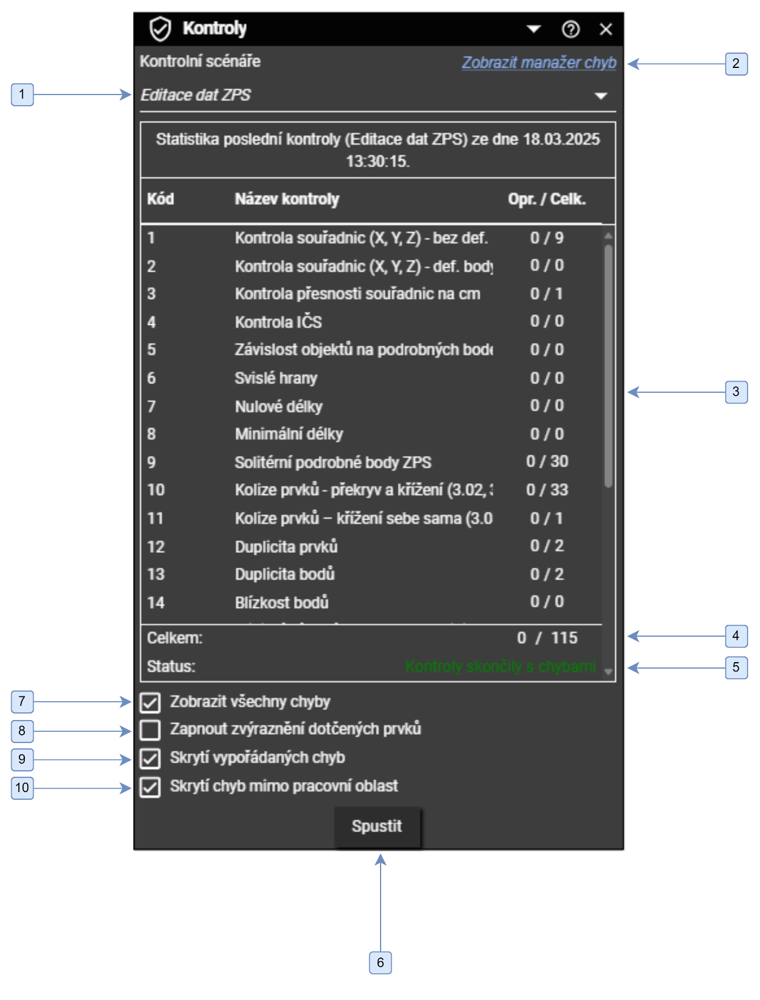 Kontroly
Kontrolní scénáře
Zobrazit manažer chyb
2
1
Editace dat ZPS
Statistika poslední kontroly (Editace dat ZPS) ze dne 18.03.2025
13:30:15.
Kód Název kontroly Opr. / Celk.
1 Kontrola souřadnic (X, Y, Z) - bez def. 0 / 9
2 Kontrola souřadnic (X, Y, Z) - def. body 0 / 0
3 Kontrola přesnosti souřadnic na cm 0 / 1
4 Kontrola IČS 0 / 0
5 Závislost objektů na podrobných bode 0 / 0
6 Svislé hrany 0 / 0
3
7 Nulové délky 0 / 0
8 Minimální délky 0 / 0
9 Solitérní podrobné body ZPS 0 / 30
10 Kolize prvků - překryv a křížení (3.02, 0 / 33
11 Kolize prvků – křížení sebe sama (3.0 0 / 1
12 Duplicita prvků 0 / 2
13 Duplicita bodů 0 / 2
14 Blízkost bodů 0 / 0
Celkem: 0 / 115
4
Status: Kontroly skončily s chybami
5
7
Zobrazit všechny chyby
8
Zapnout zvýraznění dotčených prvků
9
Skrytí vypořádaných chyb
10
Skrytí chyb mimo pracovní oblast
Spustit
6